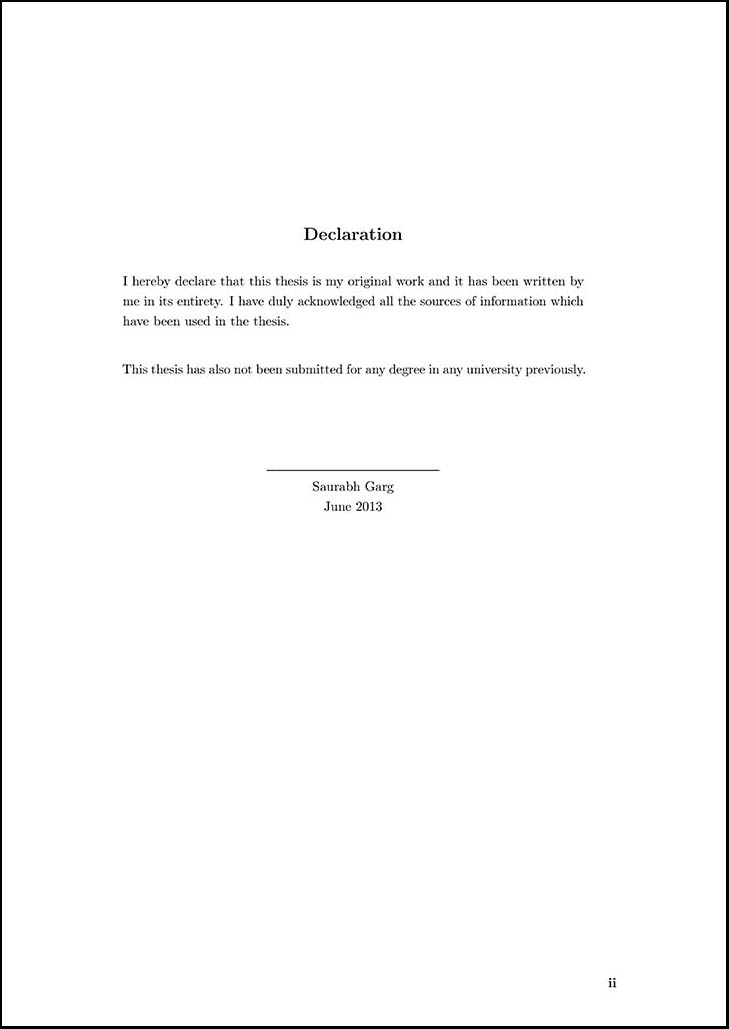 Declaration
I hereby declare that this thesis is my original work and it has been written by
me in its entirety. I have duly acknowledged all the sources of information which
have been used in the thesis.
This thesis has also not been submitted for any degree in any university previously.
Saurabh Garg
June 2013
ii